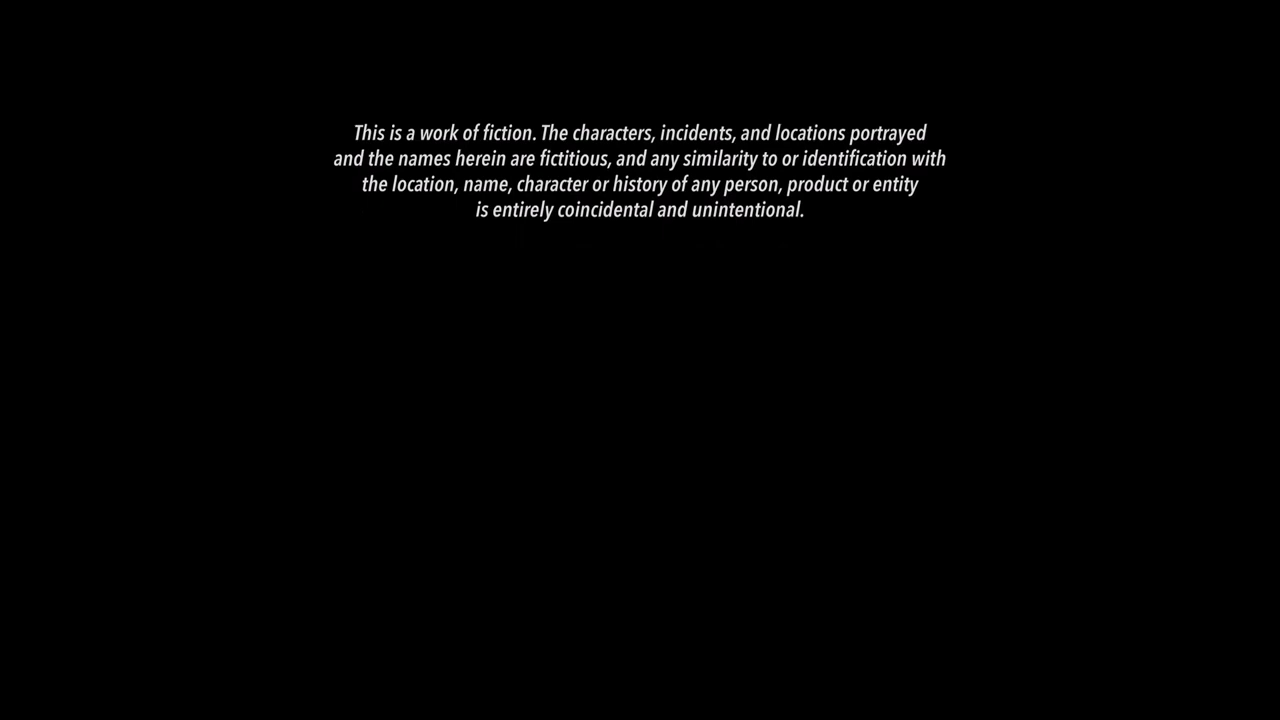 This is a work of fiction. The characters, incidents, and locations portrayed
and the names herein are fictitious, and any similarity to or identification with
the location, name, character or history of any person, product or entity
is entirely coincidental and unintentional.